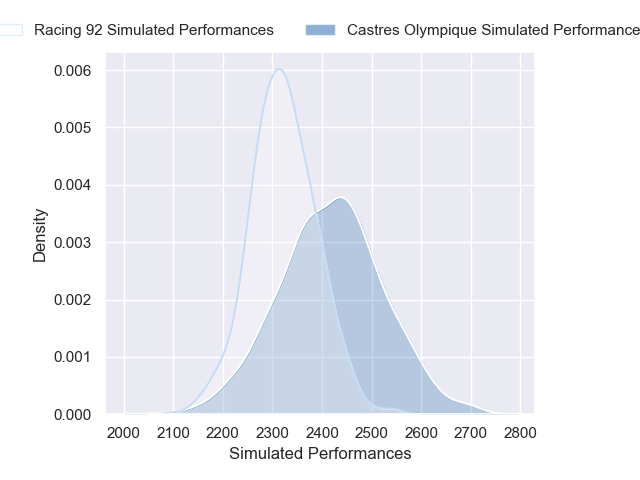 Racing 92 Simulated Performances
Castres Olympique Simulated Performance
0.006
0.005
0.004
0.003
0.002
0.001
0.000
Density
2000 2100 2200 2300 2400 2500 2600 2700 2800
Simulated Performances